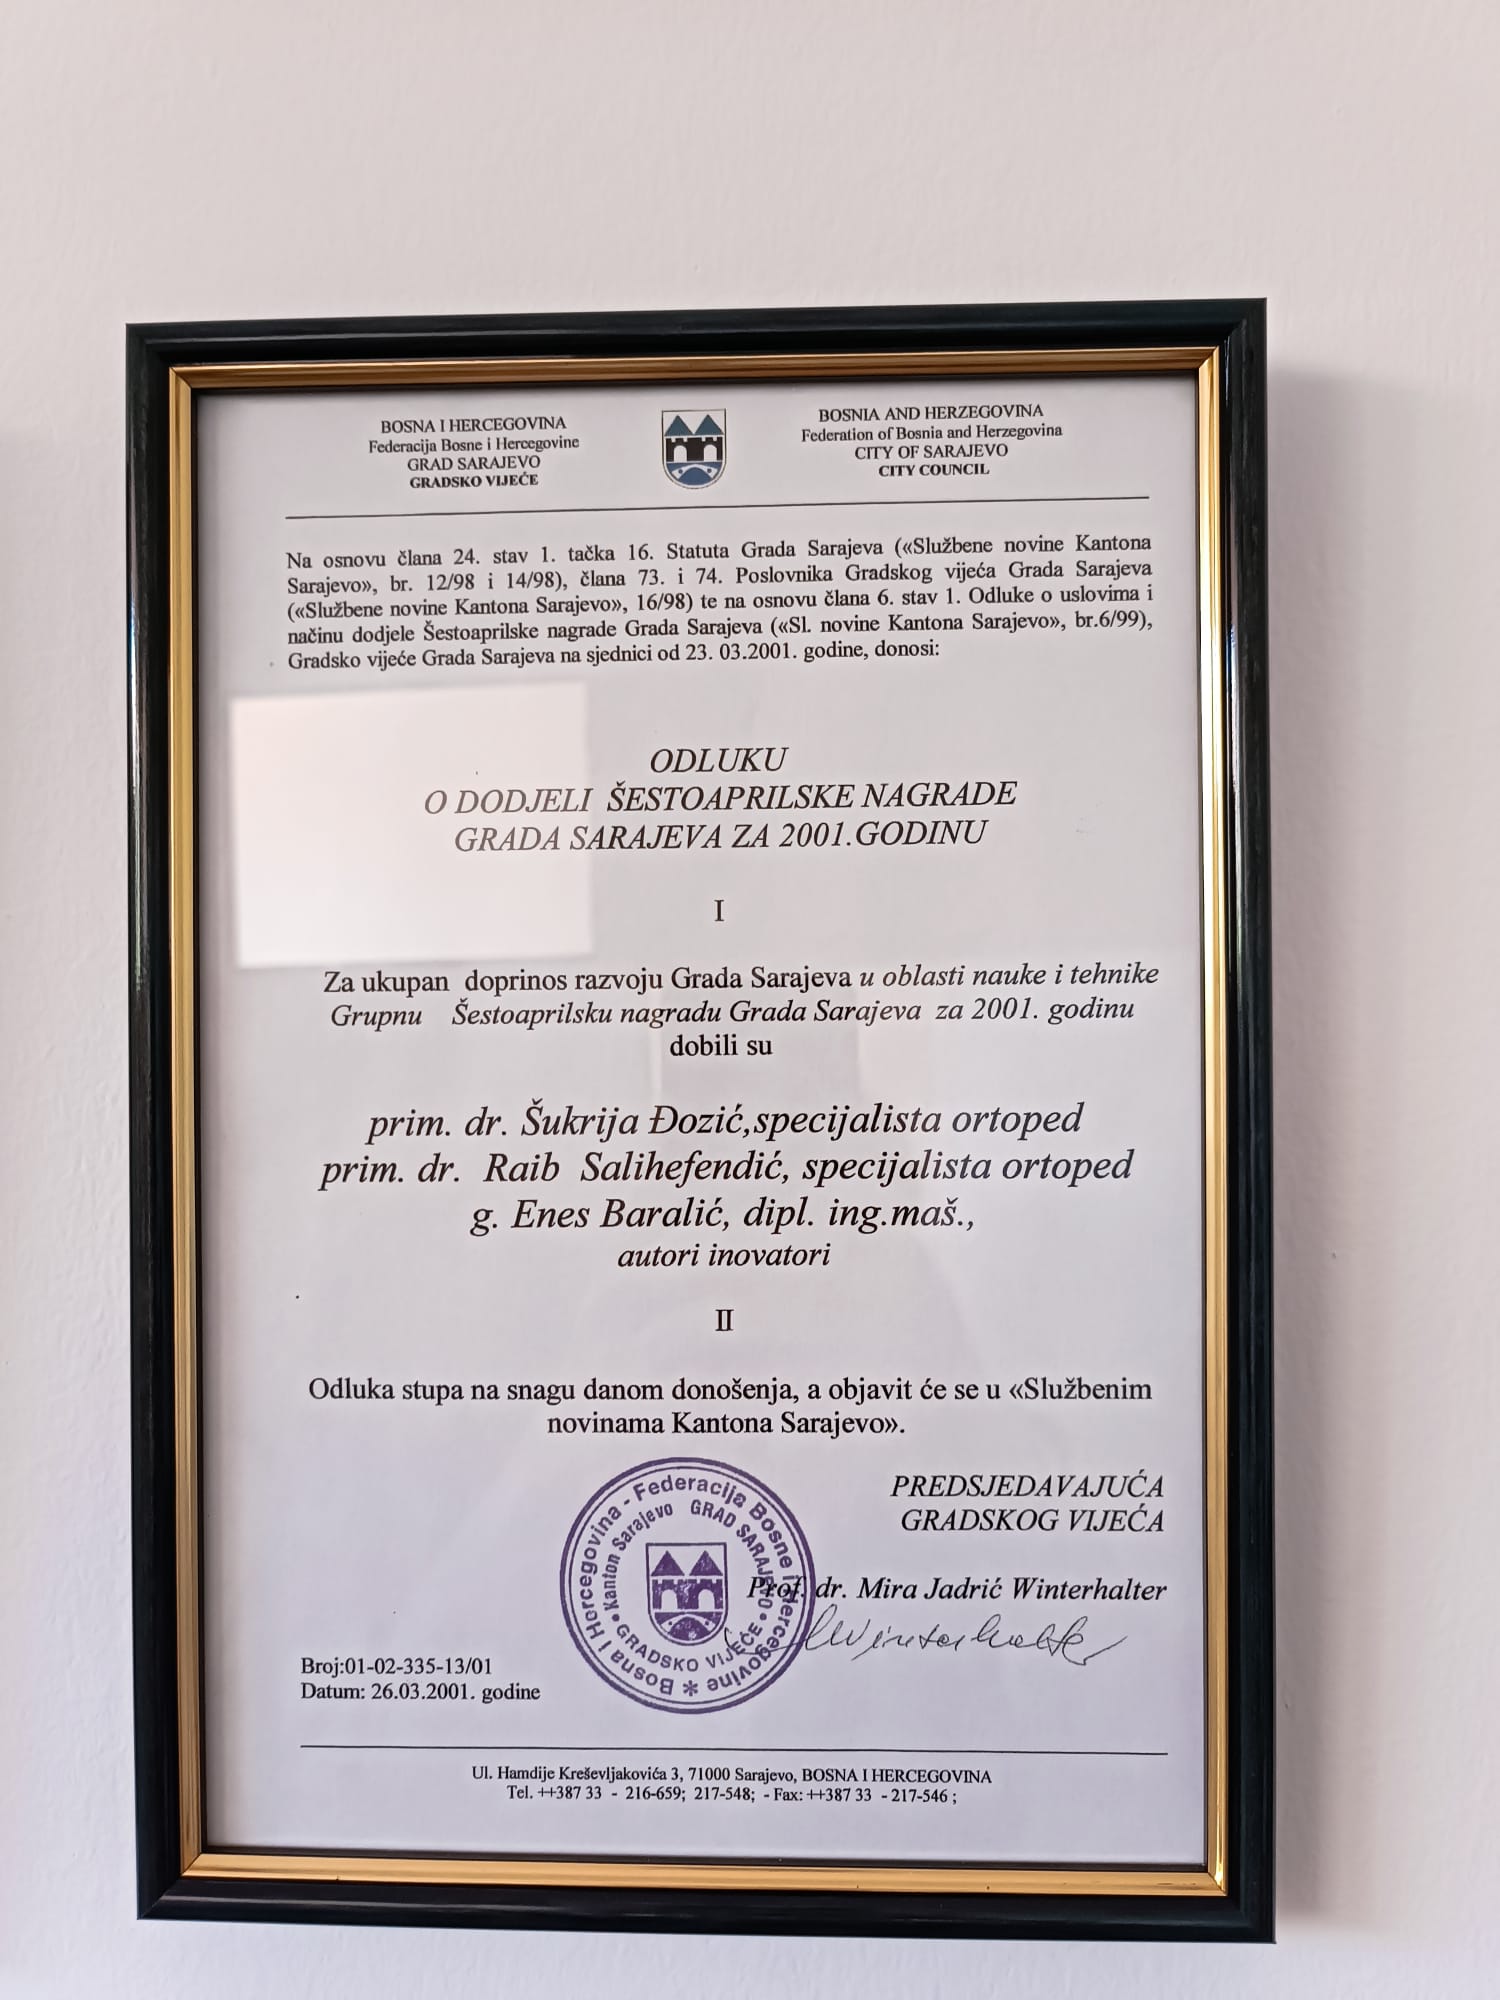 BOSNA I HERCEGOVINA
Federacija Bosne i Hercegovine
GRAD SARAJEVO
GRADSKO VIJEĆE
BOSNIA AND HERZEGOVINA
Federation of Bosnia and Herzegovina
CITY OF SARAJEVO
CITY COUNCIL
Na osnovu člana 24. stav 1. tačka 16. Statuta Grada Sarajeva («Službene novine Kantona
Sarajevo», br. 12/98 i 14/98), člana 73. i 74. Poslovnika Gradskog vijeća Grada Sarajeva
(«Službene novine Kantona Sarajevo», 16/98) te na osnovu člana 6. stav 1. Odluke o uslovima i
načinu dodjele Šestoaprilske nagrade Grada Sarajeva («Sl. novine Kantona Sarajevo», br.6/99),
Gradsko vijeće Grada Sarajeva na sjednici od 23. 03.2001. godine, donosi:
ODLUKU
O DODJELI ŠESTOAPRILSKE NAGRADE
GRADA SARAJEVA ZA 2001.GODINU
I
Za ukupan doprinos razvoju Grada Sarajeva u oblasti nauke i tehnike
Grupnu Šestoaprilsku nagradu Grada Sarajeva za 2001. godinu
dobili su
prim. dr. Šukrija Đozić,specijalista ortoped
prim. dr. Raib Salihefendić, specijalista ortoped
g. Enes Baralić, dipl. ing.maš.,
autori inovatori
II
Odluka stupa na snagu danom donošenja, a objavit će se u «Službenim
novinama Kantona Sarajevo».
PREDSJEDAVAJUĆA
GRADSKOG VIJEĆA
Prof. dr. Mira Jadrić Winterhalter
Winterhalter
Bosna i Hercegovina - Federacija Bosne i Hercegovine *
Kanton Sarajevo GRAD SARAJEVO
• GRADSKO VIJEĆE •
Broj:01-02-335-13/01
Datum: 26.03.2001. godine
Ul. Hamdije Kreševljakovića 3, 71000 Sarajevo, BOSNA I HERCEGOVINA
Tel. ++387 33 - 216-659; 217-548; - Fax: ++387 33 - 217-546 ;